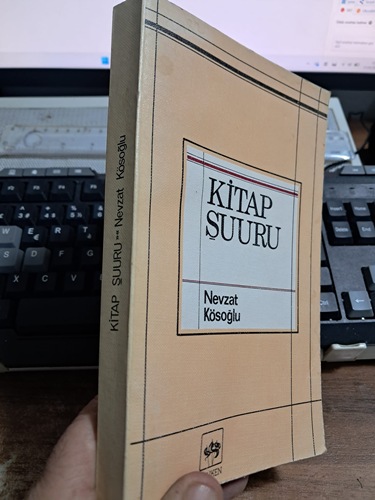 KİTAP ŞUURU Nevzat Kösoğlu
KİTAP
ŞUURU
Nevzat
Kösoğlu